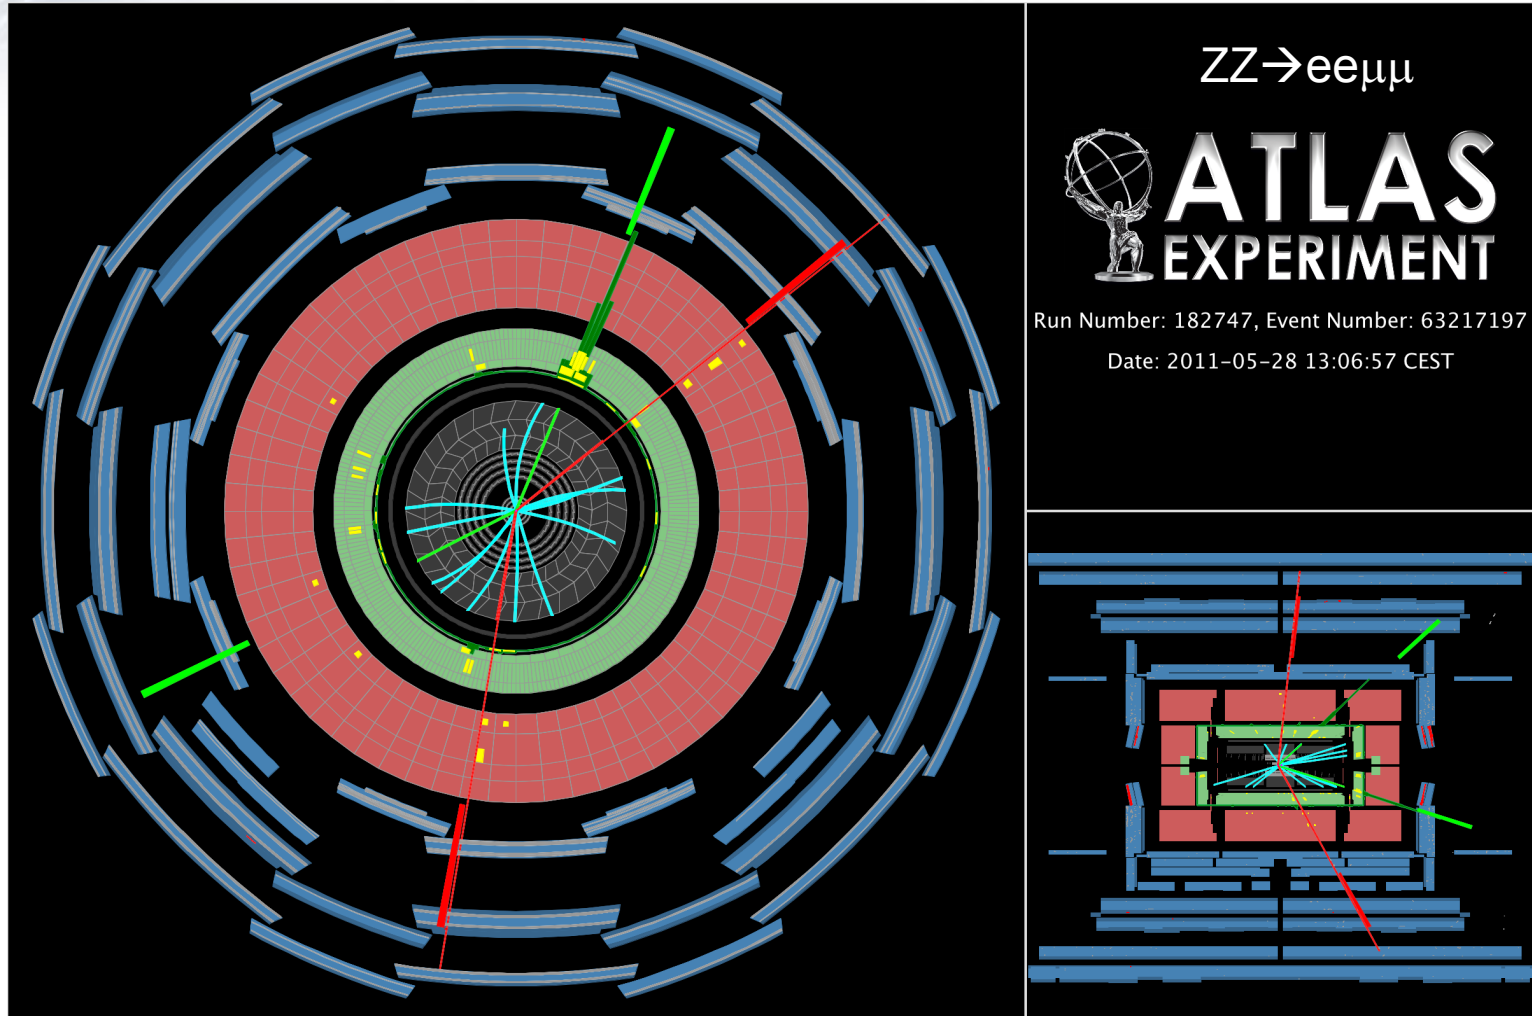 ZZ→eeμμ
ATLAS
EXPERIMENT
Run Number: 182747, Event Number: 63217197
Date: 2011-05-28 13:06:57 CEST